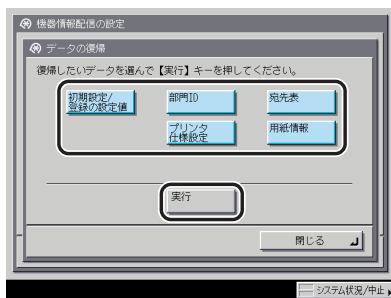 機器情報配信の設定
データの復帰
復帰したいデータを選んで【実行】キーを押してください。
初期設定/
登録の設定値
部門ID
宛先表
プリンタ
仕様設定
用紙情報
実行
閉じる
システム状況/中止